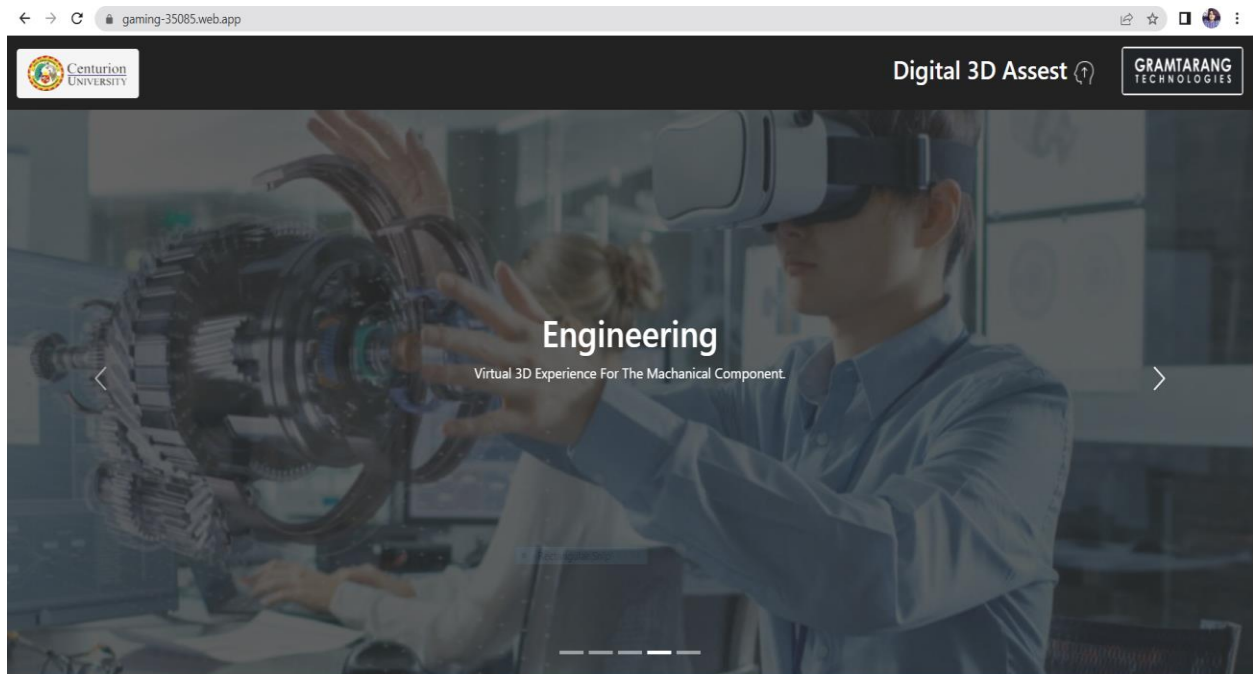 gaming-35085.web.app
Centurion
UNIVERSITY
Digital 3D Assest
GRAMTARANG
TECHNOLOGIES
Engineering
Virtual 3D Experience For The Machanical Component.